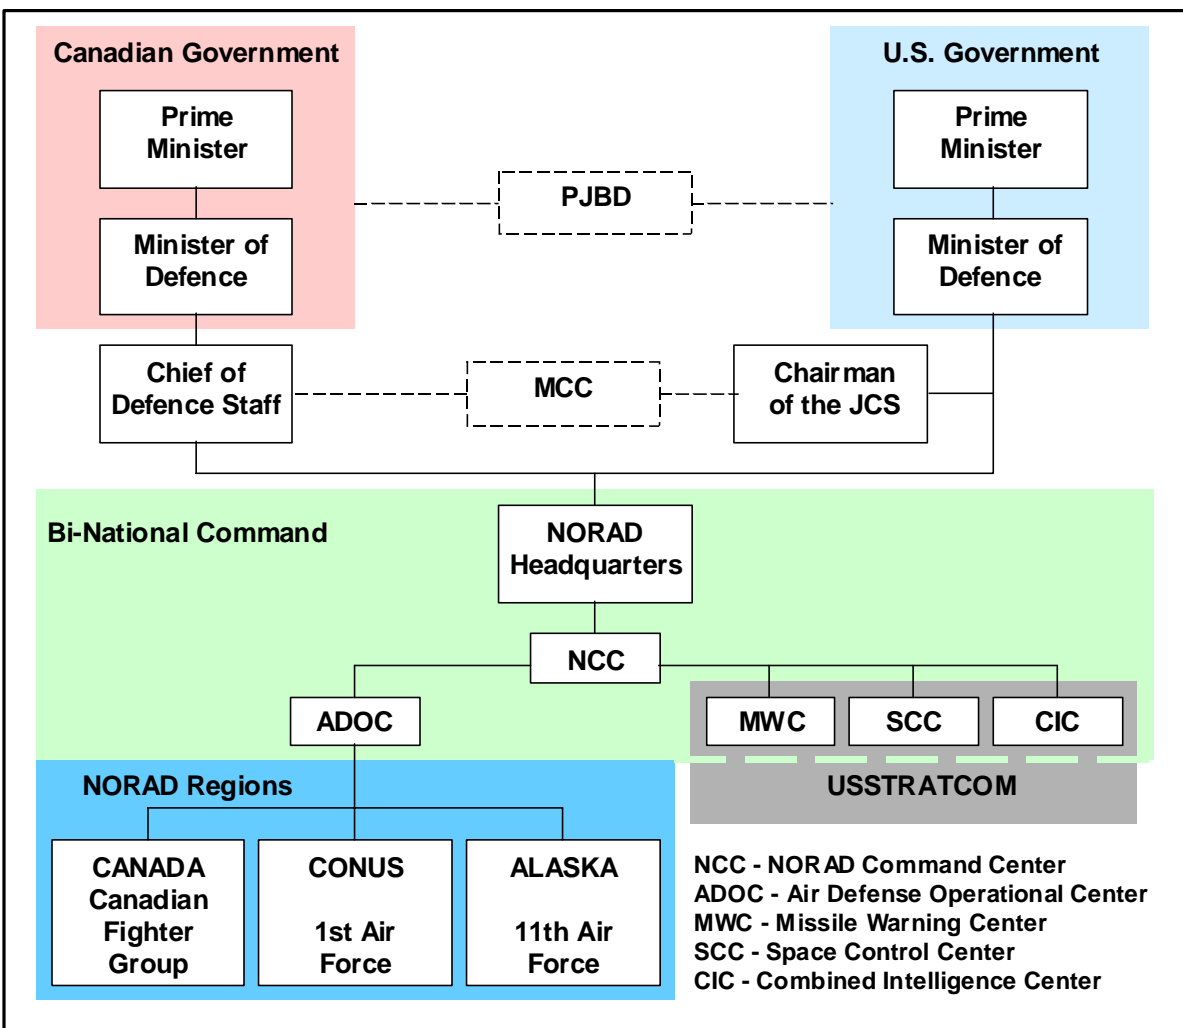 Canadian Government
U.S. Government
Prime
Minister
Prime
Minister
PJBD
Minister of
Defence
Minister of
Defence
Chief of
Defence Staff
MCC
Chairman
of the JCS
Bi-National Command
NORAD
Headquarters
NCC
ADOC
MWC
SCC
CIC
NORAD Regions
USSTRATCOM
CANADA
Canadian
Fighter
Group
CONUS
1st Air
Force
ALASKA
11th Air
Force
NCC - NORAD Command Center
ADOC - Air Defense Operational Center
MWC - Missile Warning Center
SCC - Space Control Center
CIC - Combined Intelligence Center